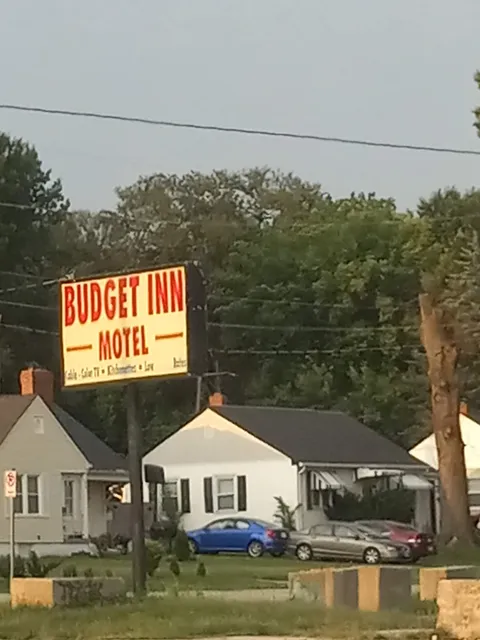 BUDGET INN
— MOTEL —
Cable - Color TV • Kitchenettes • Low